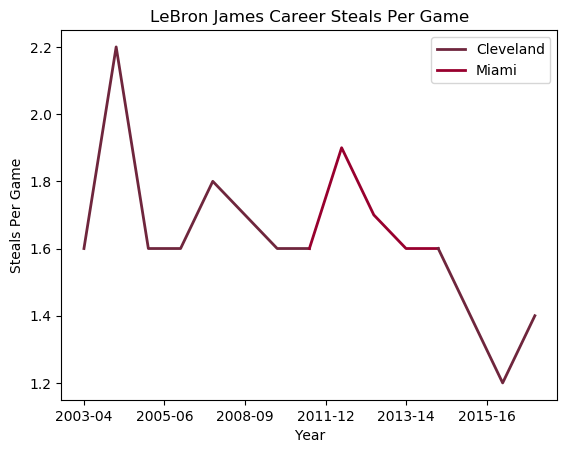 LeBron James Career Steals Per Game
Cleveland
Miami
2.2
2.0
1.8
1.6
1.4
1.2
Steals Per Game
2003-04
2005-06
2008-09
2011-12
2013-14
2015-16
Year